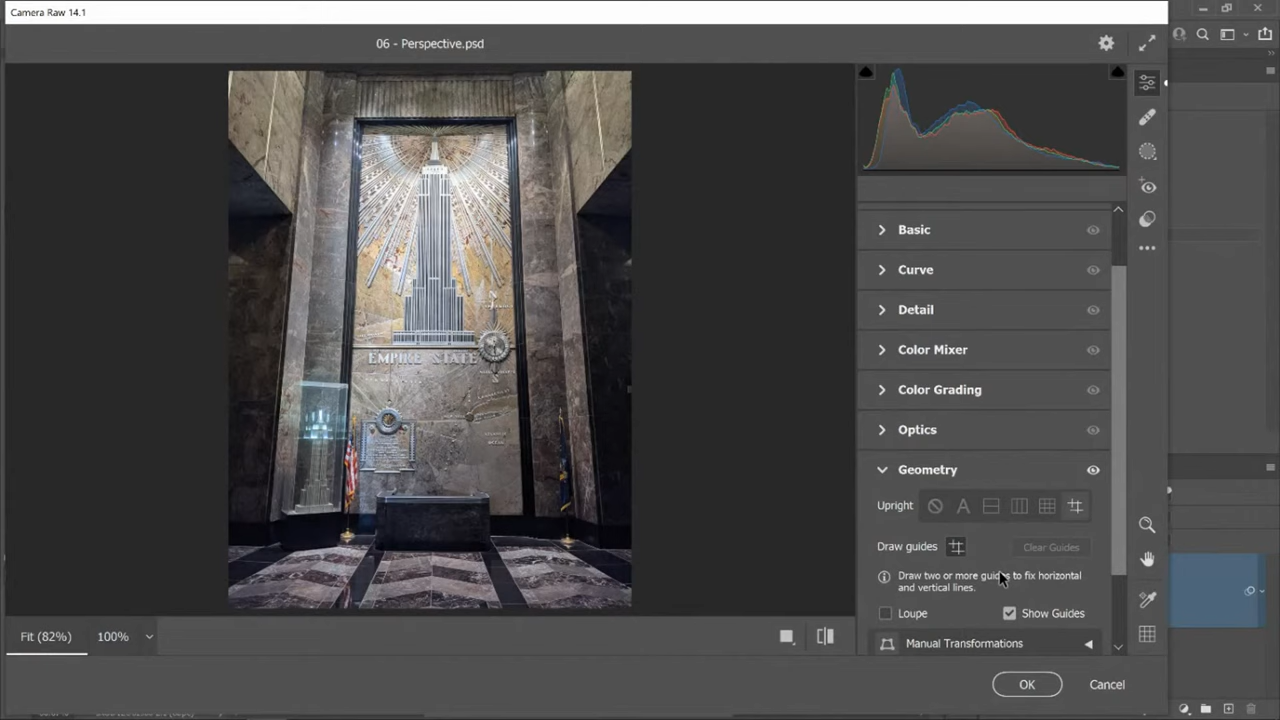 Camera Raw 14.1
06 - Perspective.psd
Basic
Curve
Detail
Color Mixer
Color Grading
Optics
Geometry
Upright
A
Draw guides
Clear Guides
Draw two or more guides to fix horizontal
and vertical lines.
Loupe
Show Guides
Manual Transformations
EMPIRE STATE
N
Fit (82%)
100%
OK
Cancel